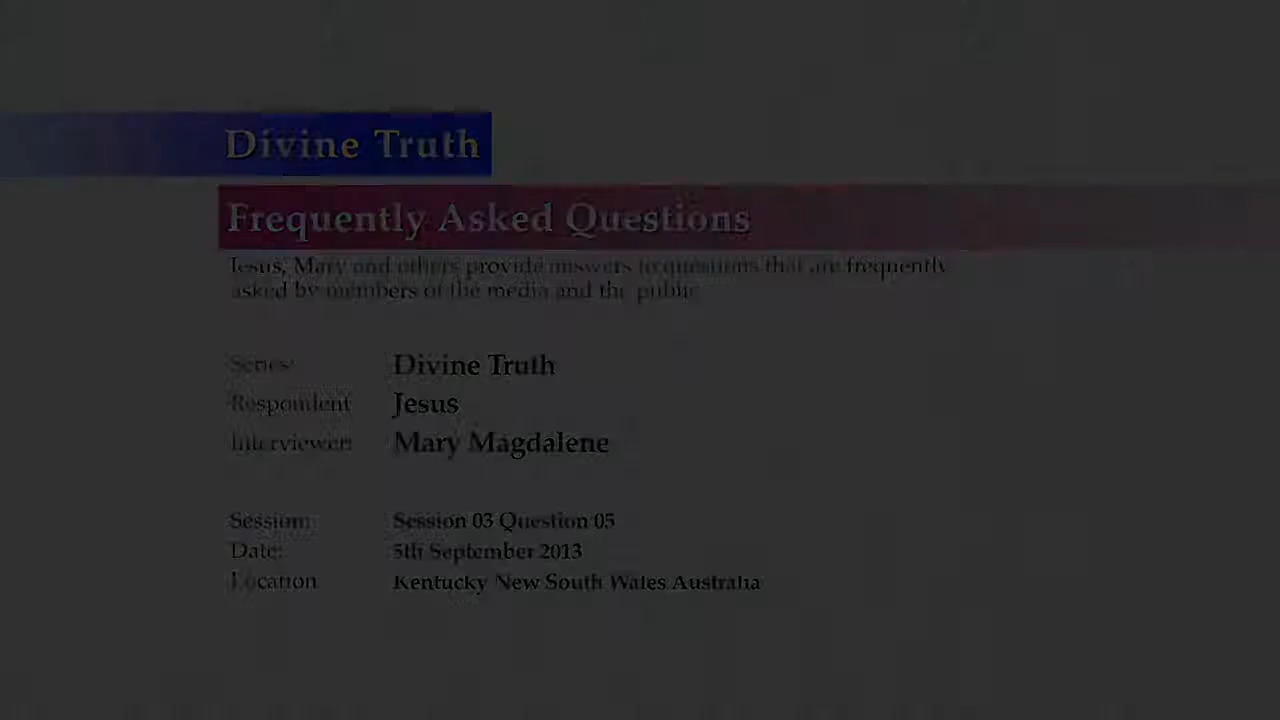 Divine Truth
Frequently Asked Questions
Jesus, Mary and others provide answers to questions that are frequently
asked by members of the media and the public
Series: Divine Truth
Respondent Jesus
Interviewer: Mary Magdalene
Session: Session 03 Question 05
Date: 5th September 2013
Location Kentucky New South Wales Australia